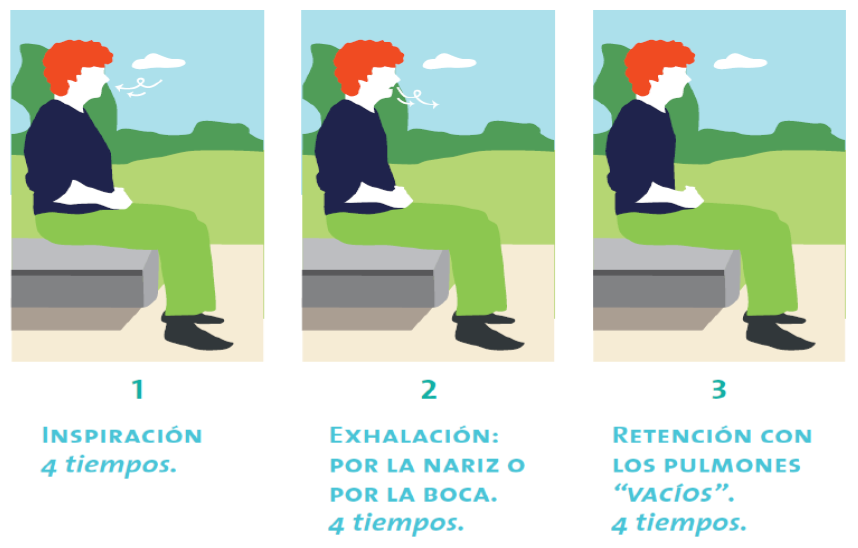 1
INSPIRACIÓN
4 tiempos.
2
EXHALACIÓN:
POR LA NARIZ O
POR LA BOCA.
4 tiempos.
3
RETENCIÓN CON
LOS PULMONES
“VACÍOS”.
4 tiempos.